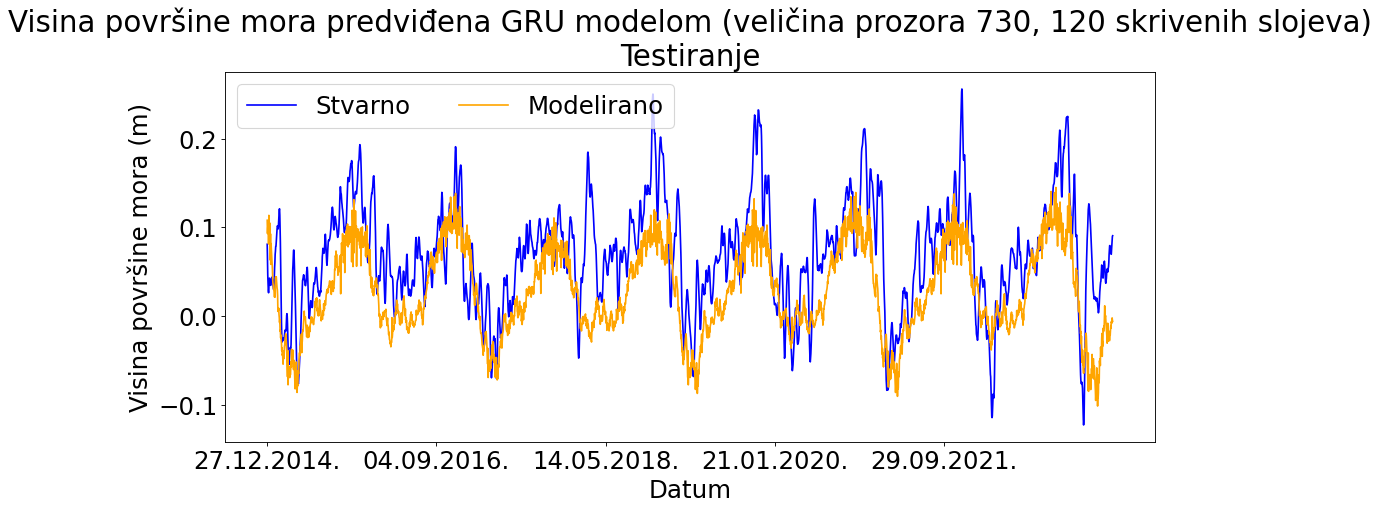 Visina površine mora predviđena GRU modelom (veličina prozora 730, 120 skrivenih slojeva)
Testiranje
Stvarno
Modelirano
Visina površine mora (m)
0.2
0.1
0.0
−0.1
27.12.2014.
04.09.2016.
14.05.2018.
21.01.2020.
29.09.2021.
Datum